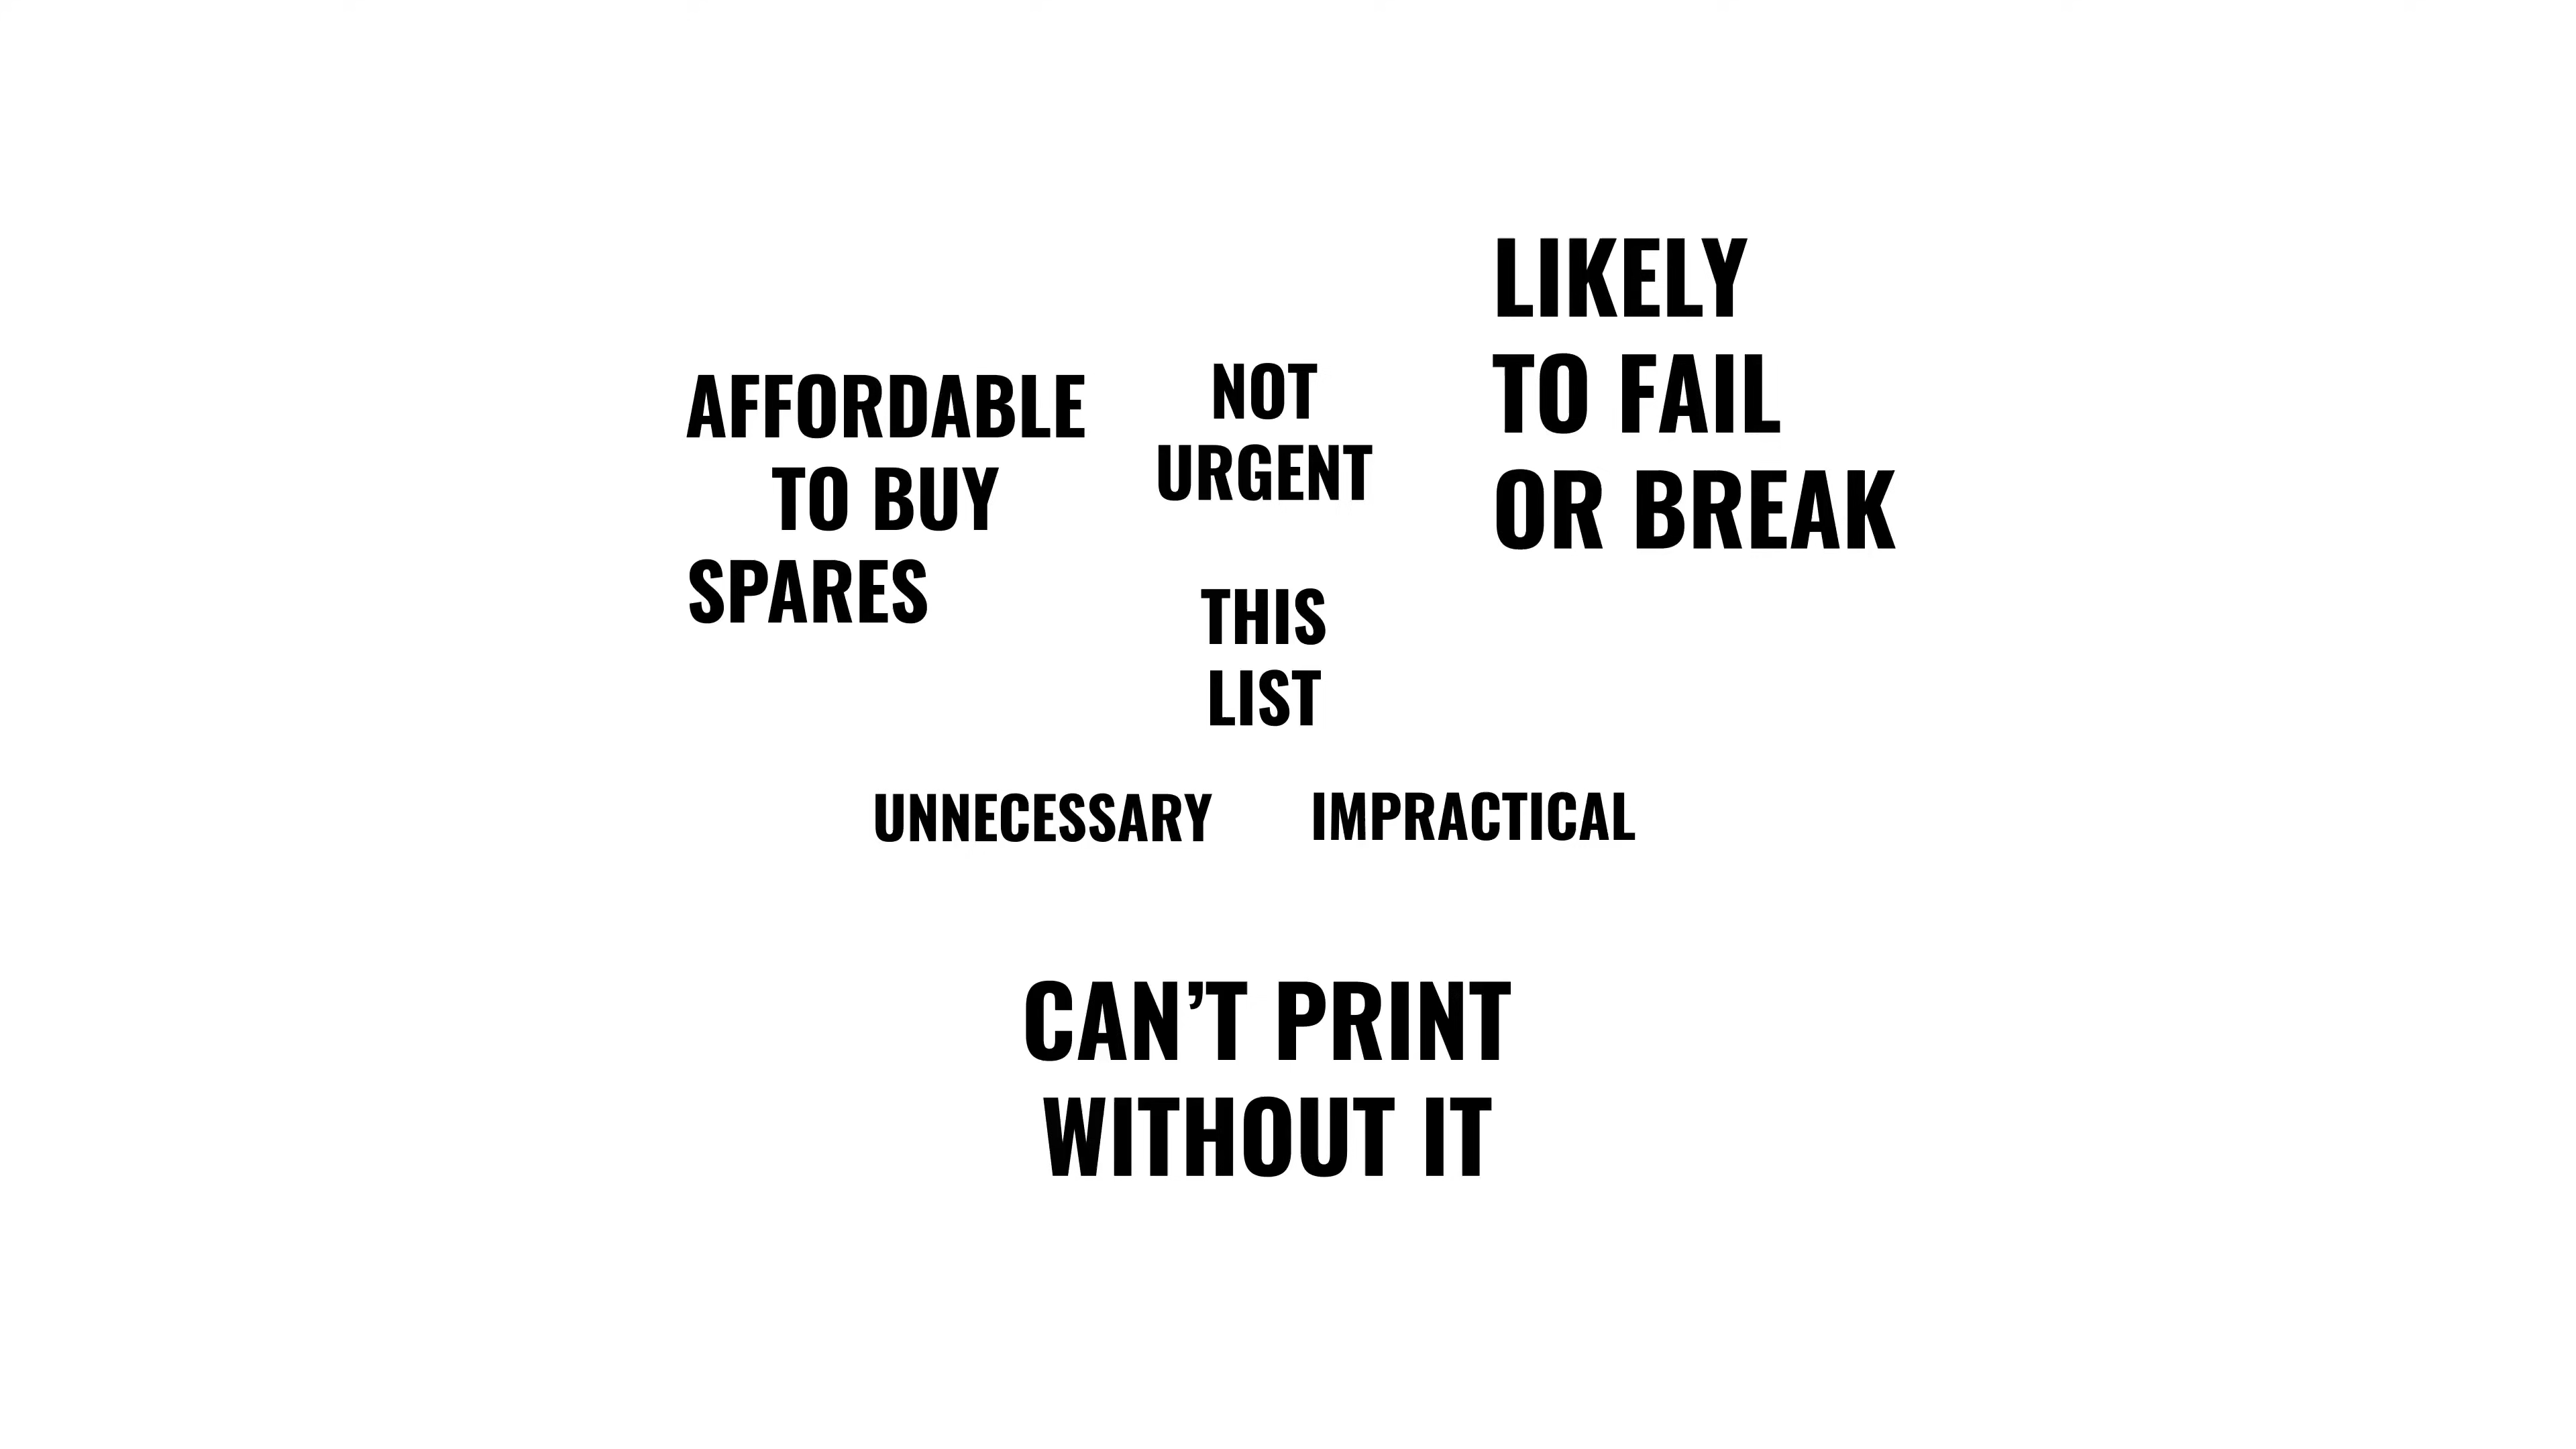 AFFORDABLE
TO BUY
SPARES
NOT
URGENT
LIKELY
TO FAIL
OR BREAK
THIS
LIST
UNNECESSARY
IMPRACTICAL
CAN’T PRINT
WITHOUT IT